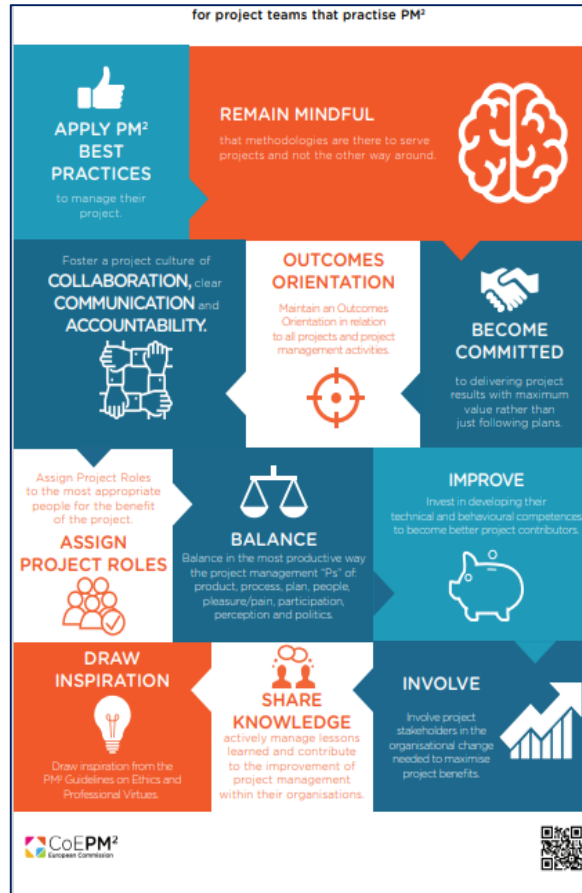 for project teams that practise PM²
APPLY PM²
BEST
PRACTICES
to manage their
project.
REMAIN MINDFUL
that methodologies are there to serve
projects and not the other way around.
BECOME
COMMITTED
to delivering project
results with maximum
value rather than
just following plans.
OUTCOMES
ORIENTATION
Maintain an Outcomes
Orientation in relation
to all projects and project
management activities.
Foster a project culture of
COLLABORATION, clear
COMMUNICATION and
ACCOUNTABILITY.
Assign Project Roles
to the most appropriate
people for the benefit
of the project.
ASSIGN
PROJECT ROLES
BALANCE
Balance in the most productive way
the project management "Ps" of:
product, process, plan, people,
pleasure/pain, participation,
perception and politics.
IMPROVE
Invest in developing their
technical and behavioural competences
to become better project contributors.
INVOLVE
Involve project
stakeholders in the
organisational change
needed to maximise
project benefits.
SHARE
KNOWLEDGE
actively manage lessons
learned and contribute
to the improvement of
project management
within their organisations.
DRAW
INSPIRATION
Draw inspiration from the
PM² Guidelines on Ethics and
Professional Virtues.
CoEPM²
European Commission